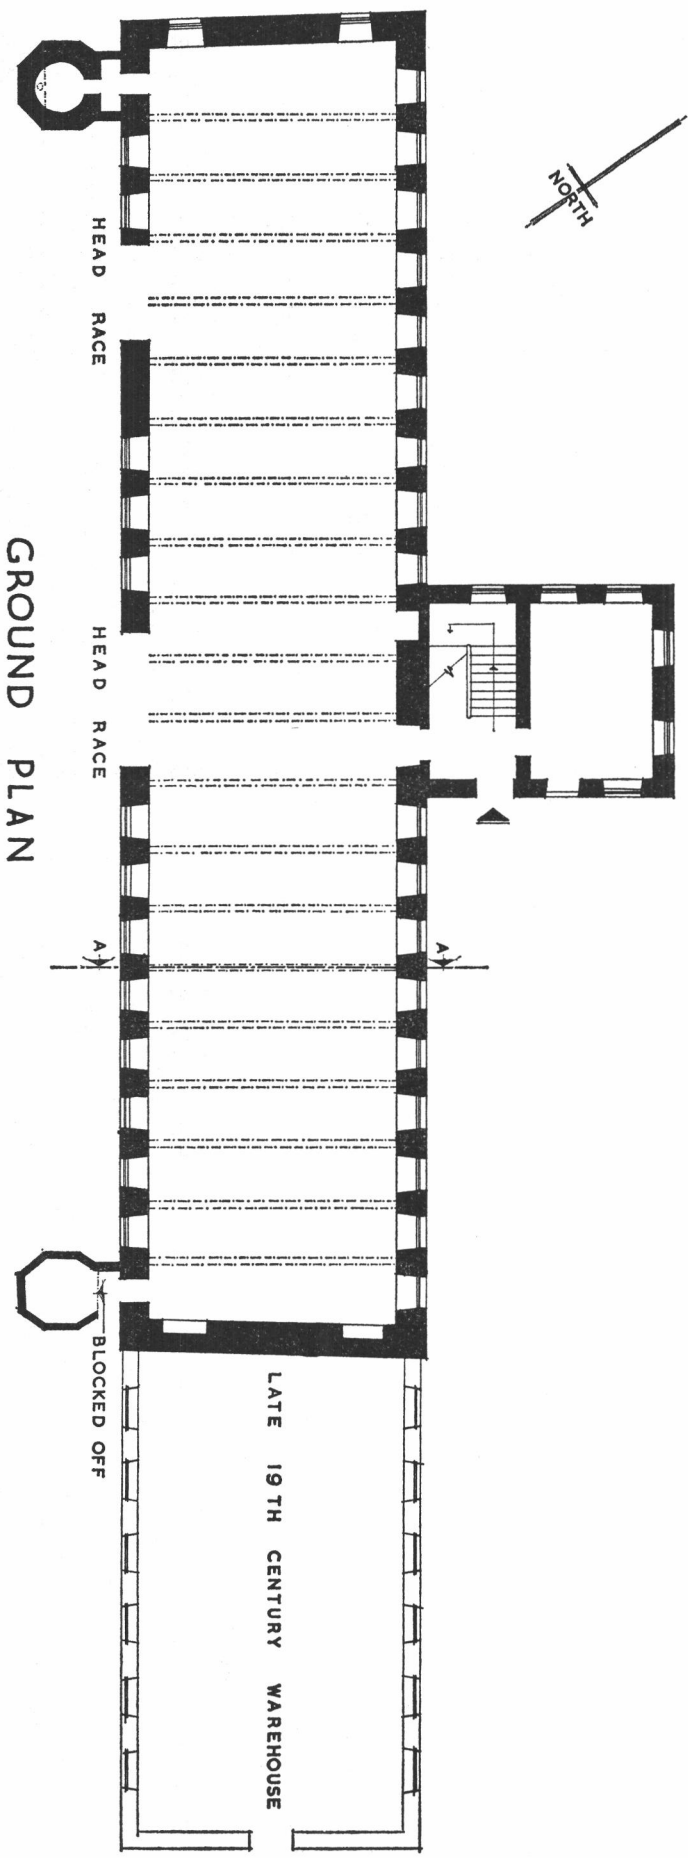 NORTH
HEAD RACE
HEAD RACE
A
A
BLOCKED OFF
LATE 19TH CENTURY WAREHOUSE
GROUND PLAN